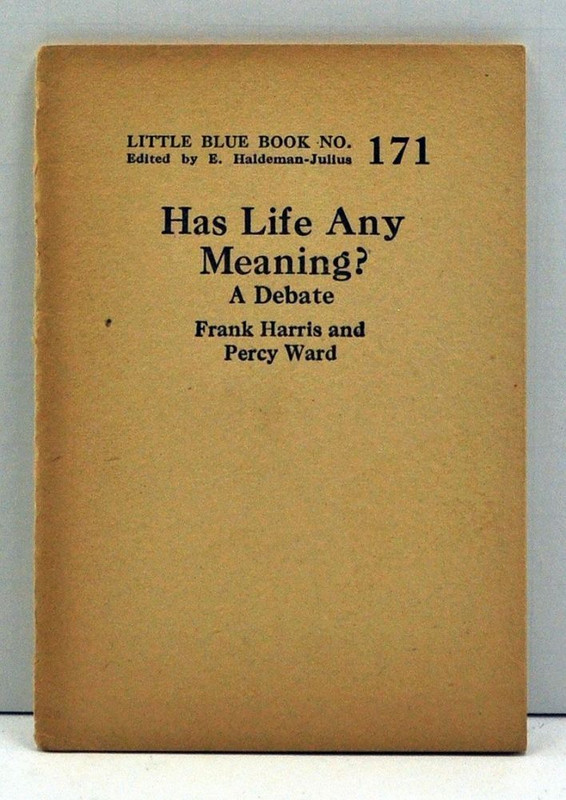 LITTLE BLUE BOOK NO. 171
Edited by E. Haldeman-Julius
Has Life Any
Meaning?
A Debate
Frank Harris and
Percy Ward